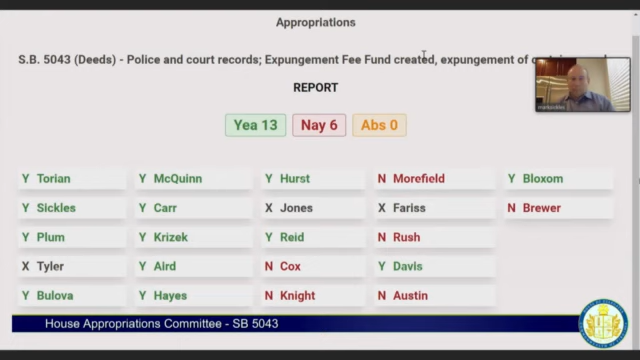 Appropriations
S.B. 5043 (Deeds) - Police and court records; Expungement Fee Fund created, expungement of
REPORT
Yea 13 Nay 6 Abs 0
Y Torian Y McQuinn Y Hurst N Morefield Y Bloxom
Y Sickles Y Carr X Jones X Fariss N Brewer
Y Plum Y Krizek Y Reid N Rush
X Tyler Y Aird N Cox Y Davis
Y Bulova Y Hayes N Knight N Austin
House Appropriations Committee - SB 5043